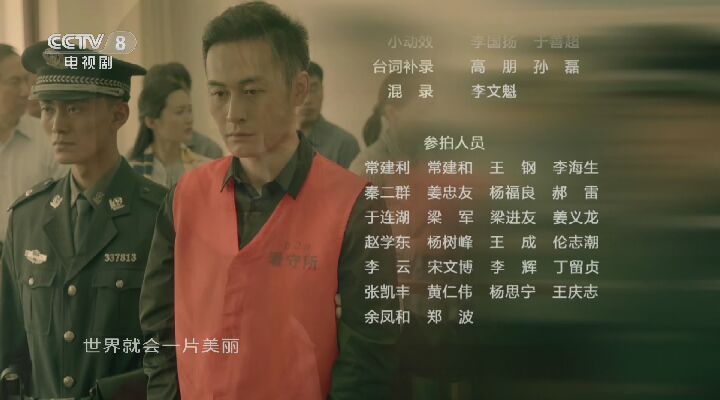 CCTV 8
电视剧
小动效 李国扬 于善超
台词补录 高朋 孙磊
混录 李文魁
参拍人员
常建利 常建和 王钢 李海生
秦二群 姜忠友 杨福良 郝雷
于连湖 梁军 梁进友 姜义龙
赵学东 杨树峰 王成 伦志潮
李云 宋文博 李辉 丁留贞
张凯丰 黄仁伟 杨思宁 王庆志
余凤和 郑波
337813
看守所
世界就会一片美丽